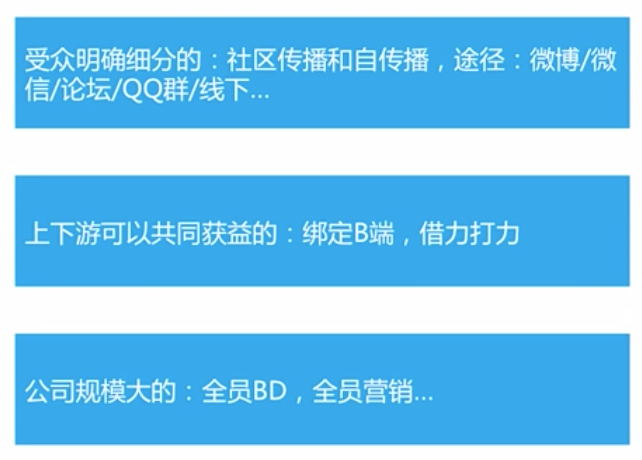 受众明确细分的：社区传播和自传播，途径：微博/微
信/论坛/QQ群/线下...
上下游可以共同获益的：绑定B端，借力打力
公司规模大的：全员BD，全员营销...